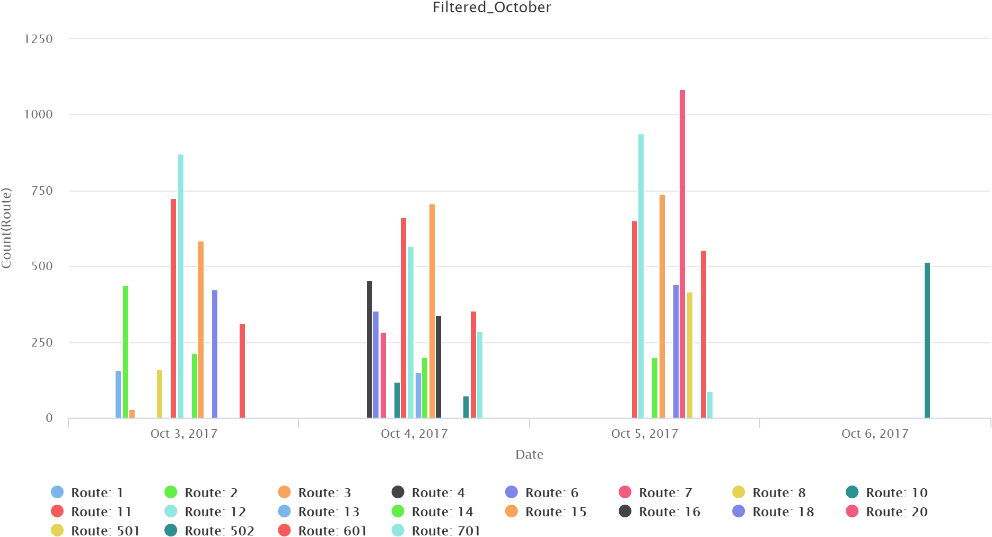 Filtered_October
1250
1000
750
500
250
0
Count(Route)
Oct 3, 2017 Oct 4, 2017 Oct 5, 2017 Oct 6, 2017
Date
Route: 1 Route: 2 Route: 3 Route: 4 Route: 6 Route: 7 Route: 8 Route: 10
Route: 11 Route: 12 Route: 13 Route: 14 Route: 15 Route: 16 Route: 18 Route: 20
Route: 501 Route: 502 Route: 601 Route: 701